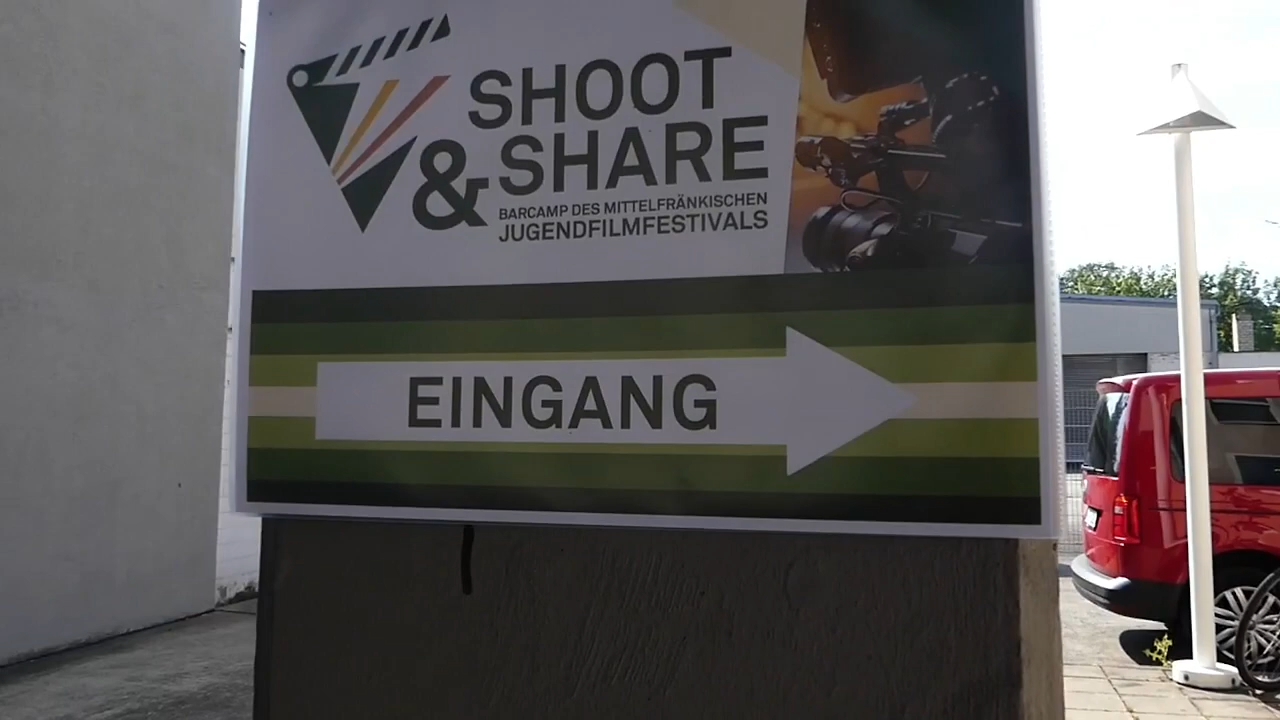 SHOOT
& SHARE
BARCAMP DES MITTELFRÄNKISCHEN
JUGENDFILMFESTIVALS
EINGANG